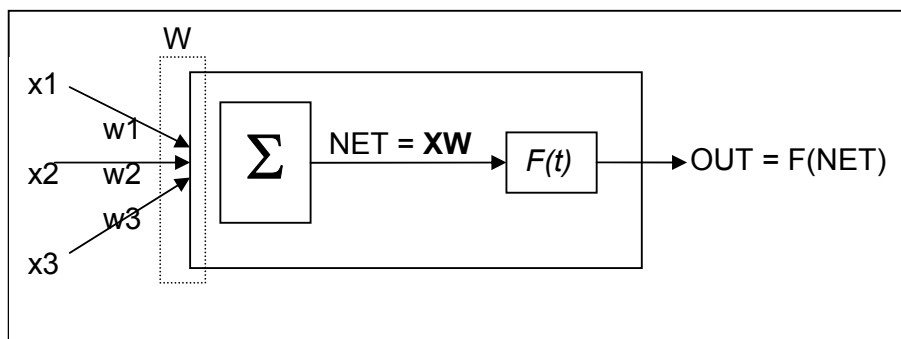 W
x1
w1
NET = XW
Σ
F(t)
OUT = F(NET)
x2
w2
w3
x3